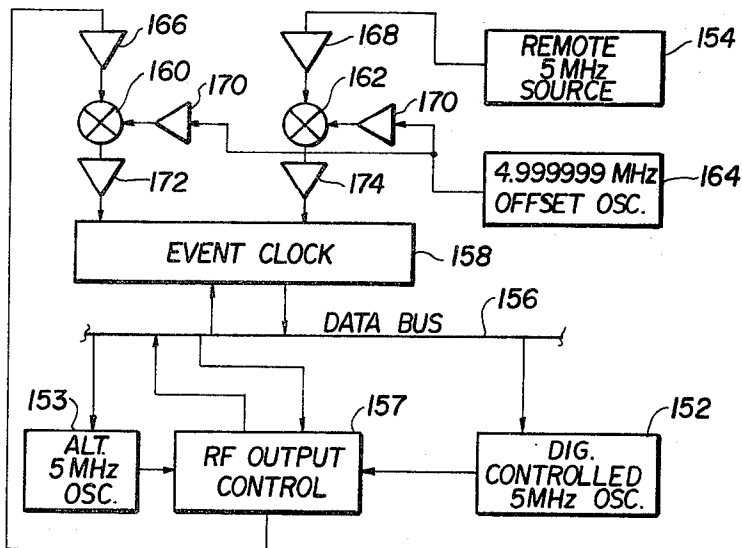 166
168
REMOTE
5 MHz
SOURCE
154
160
170
162
170
172
174
4.999999 MHz
OFFSET OSC.
164
EVENT CLOCK
158
DATA BUS
156
153
ALT.
5 MHz
OSC.
157
RF OUTPUT
CONTROL
152
DIG.
CONTROLLED
5 MHz OSC.